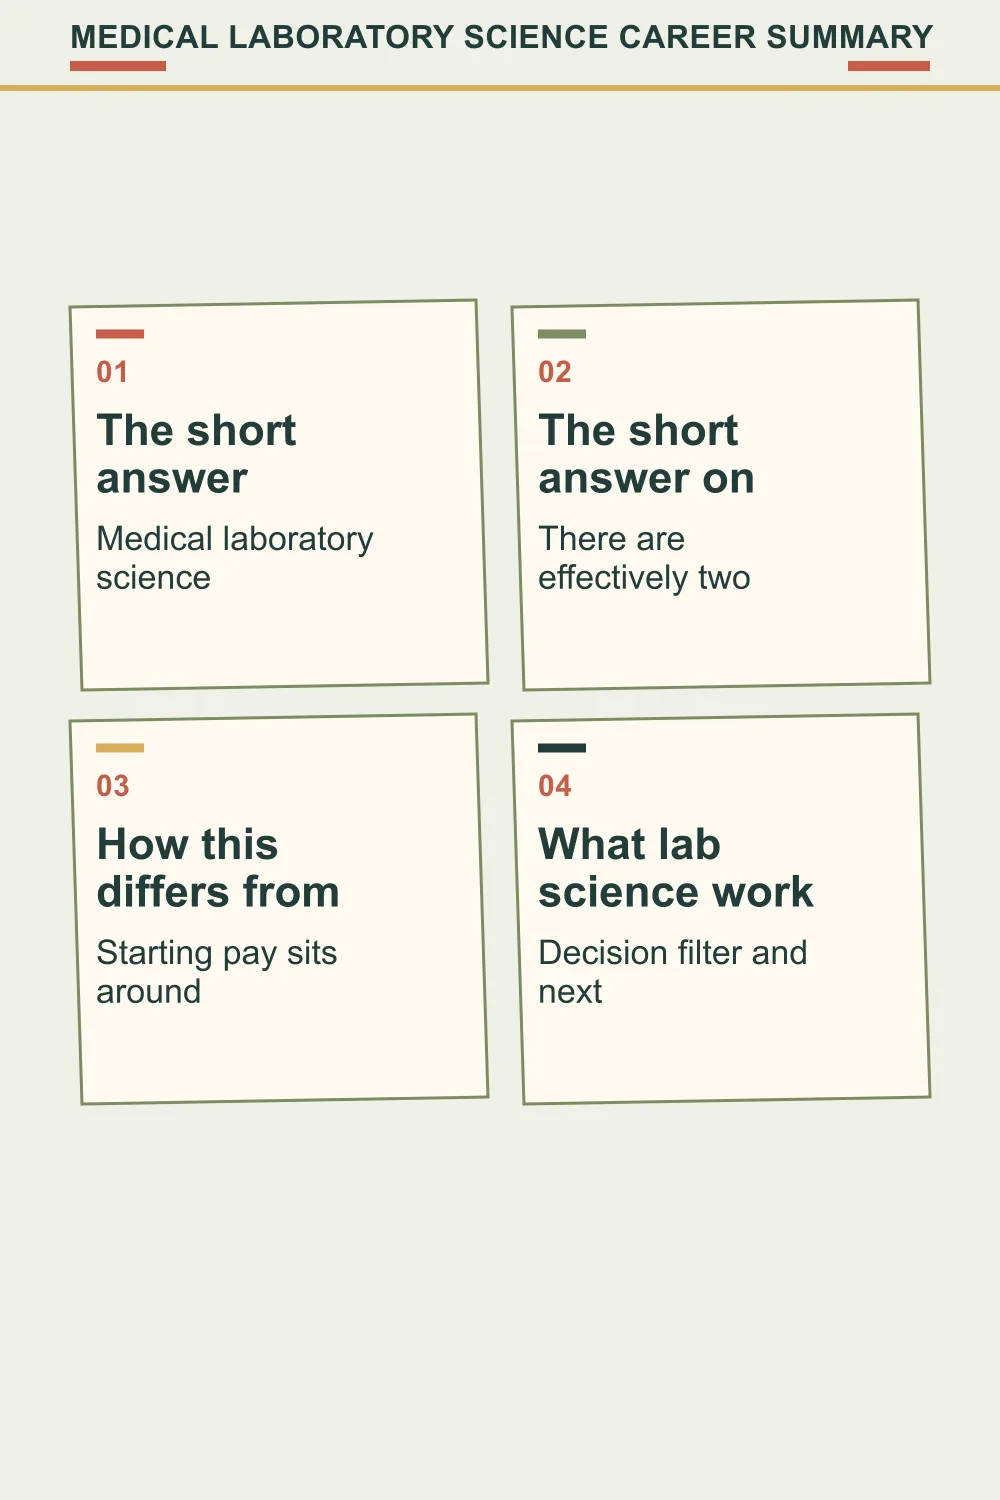 MEDICAL LABORATORY SCIENCE CAREER SUMMARY
01
The short
answer
Medical laboratory
science
02
The short
answer on
There are
effectively two
03
How this
differs from
Starting pay sits
around
04
What lab
science work
Decision filter and
next